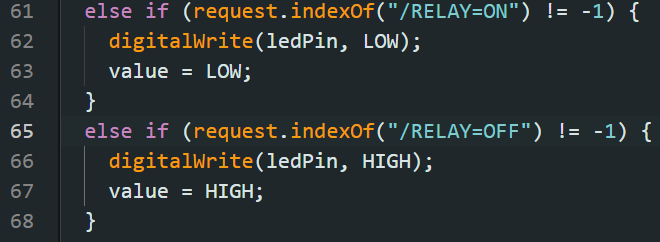 61 else if (request.indexOf("/RELAY=ON") != -1) {
62 digitalWrite(ledPin, LOW);
63 value = LOW;
64 }
65 else if (request.indexOf("/RELAY=OFF") != -1) {
66 digitalWrite(ledPin, HIGH);
67 value = HIGH;
68 }